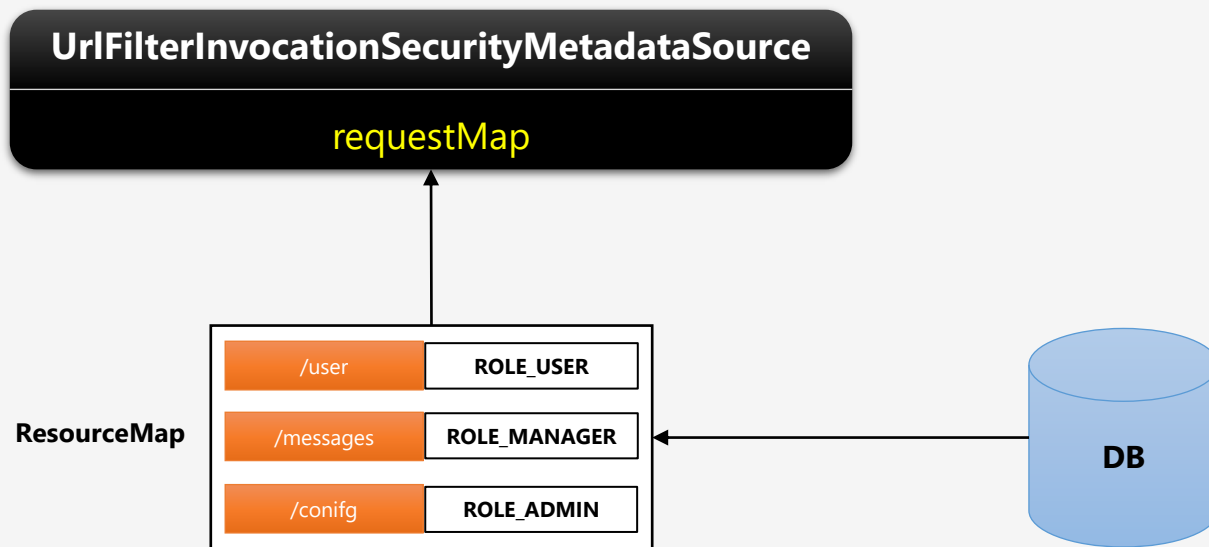 UrlFilterInvocationSecurityMetadataSource
requestMap
/user ROLE_USER
ResourceMap /messages ROLE_MANAGER
DB
/conifg ROLE_ADMIN